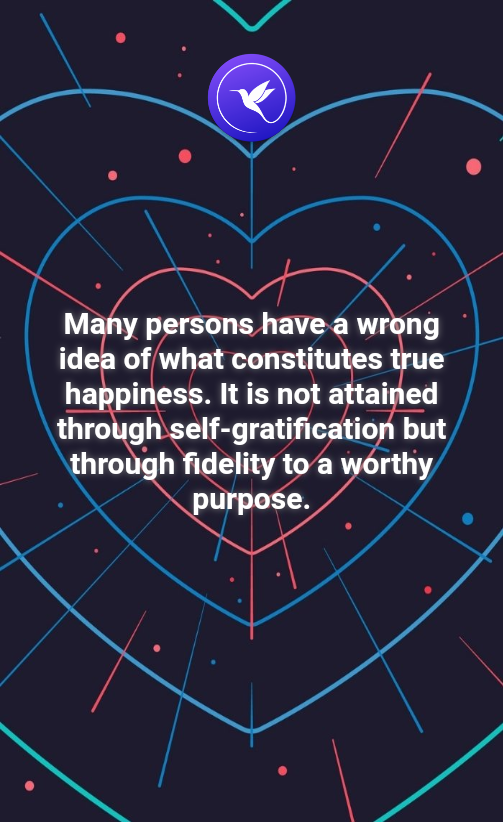 Many persons have a wrong
idea of what constitutes true
happiness. It is not attained
through self-gratification but
through fidelity to a worthy
purpose.